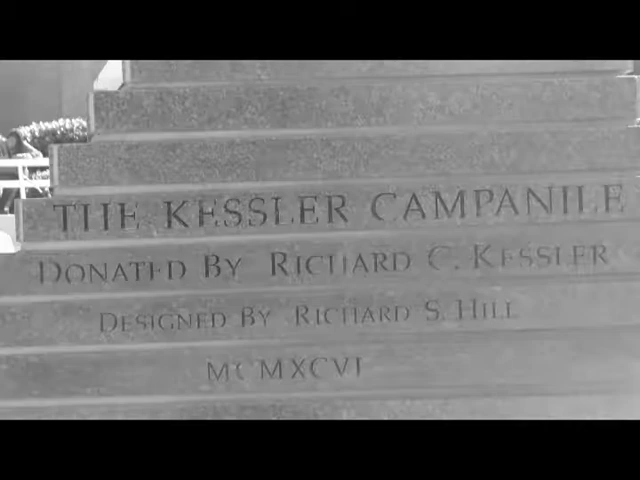 THE KESSLER CAMPANILE
DONATED BY RICHARD C. KESSLER
DESIGNED BY RICHARD S. HILL
MCMXCVI